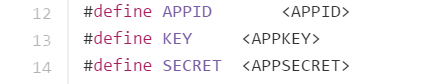 12 #define APPID <APPID>
13 #define KEY <APPKEY>
14 #define SECRET <APPSECRET>